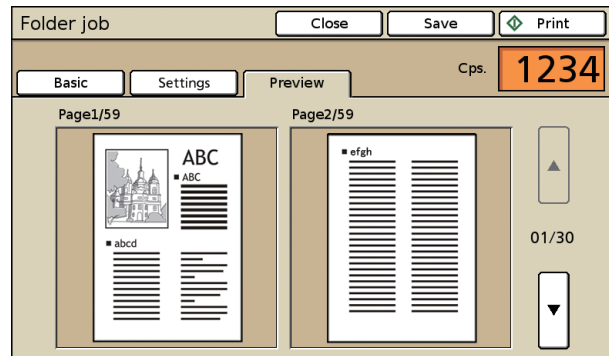 Folder job
Close
Save
Print
Basic
Settings
Preview
Cps.
1234
Page1/59
Page2/59
ABC
■ ABC
■ abcd
■ efgh
01/30